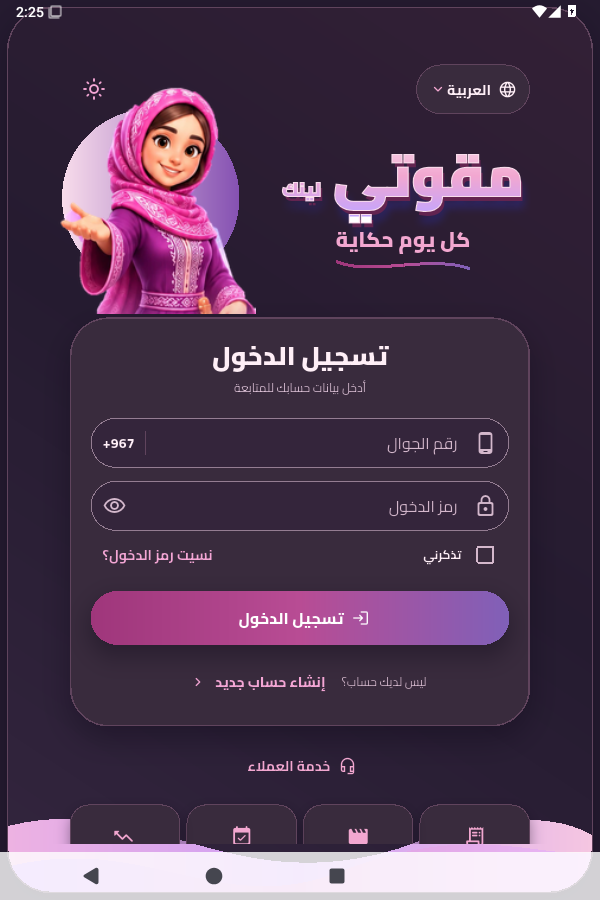 2:25
العربية
مقوتي لينك
كل يوم حكاية
تسجيل الدخول
أدخل بيانات حسابك للمتابعة
رقم الجوال
+967
رمز الدخول
تذكرني
نسيت رمز الدخول؟
تسجيل الدخول
ليس لديك حساب؟ إنشاء حساب جديد
خدمة العملاء